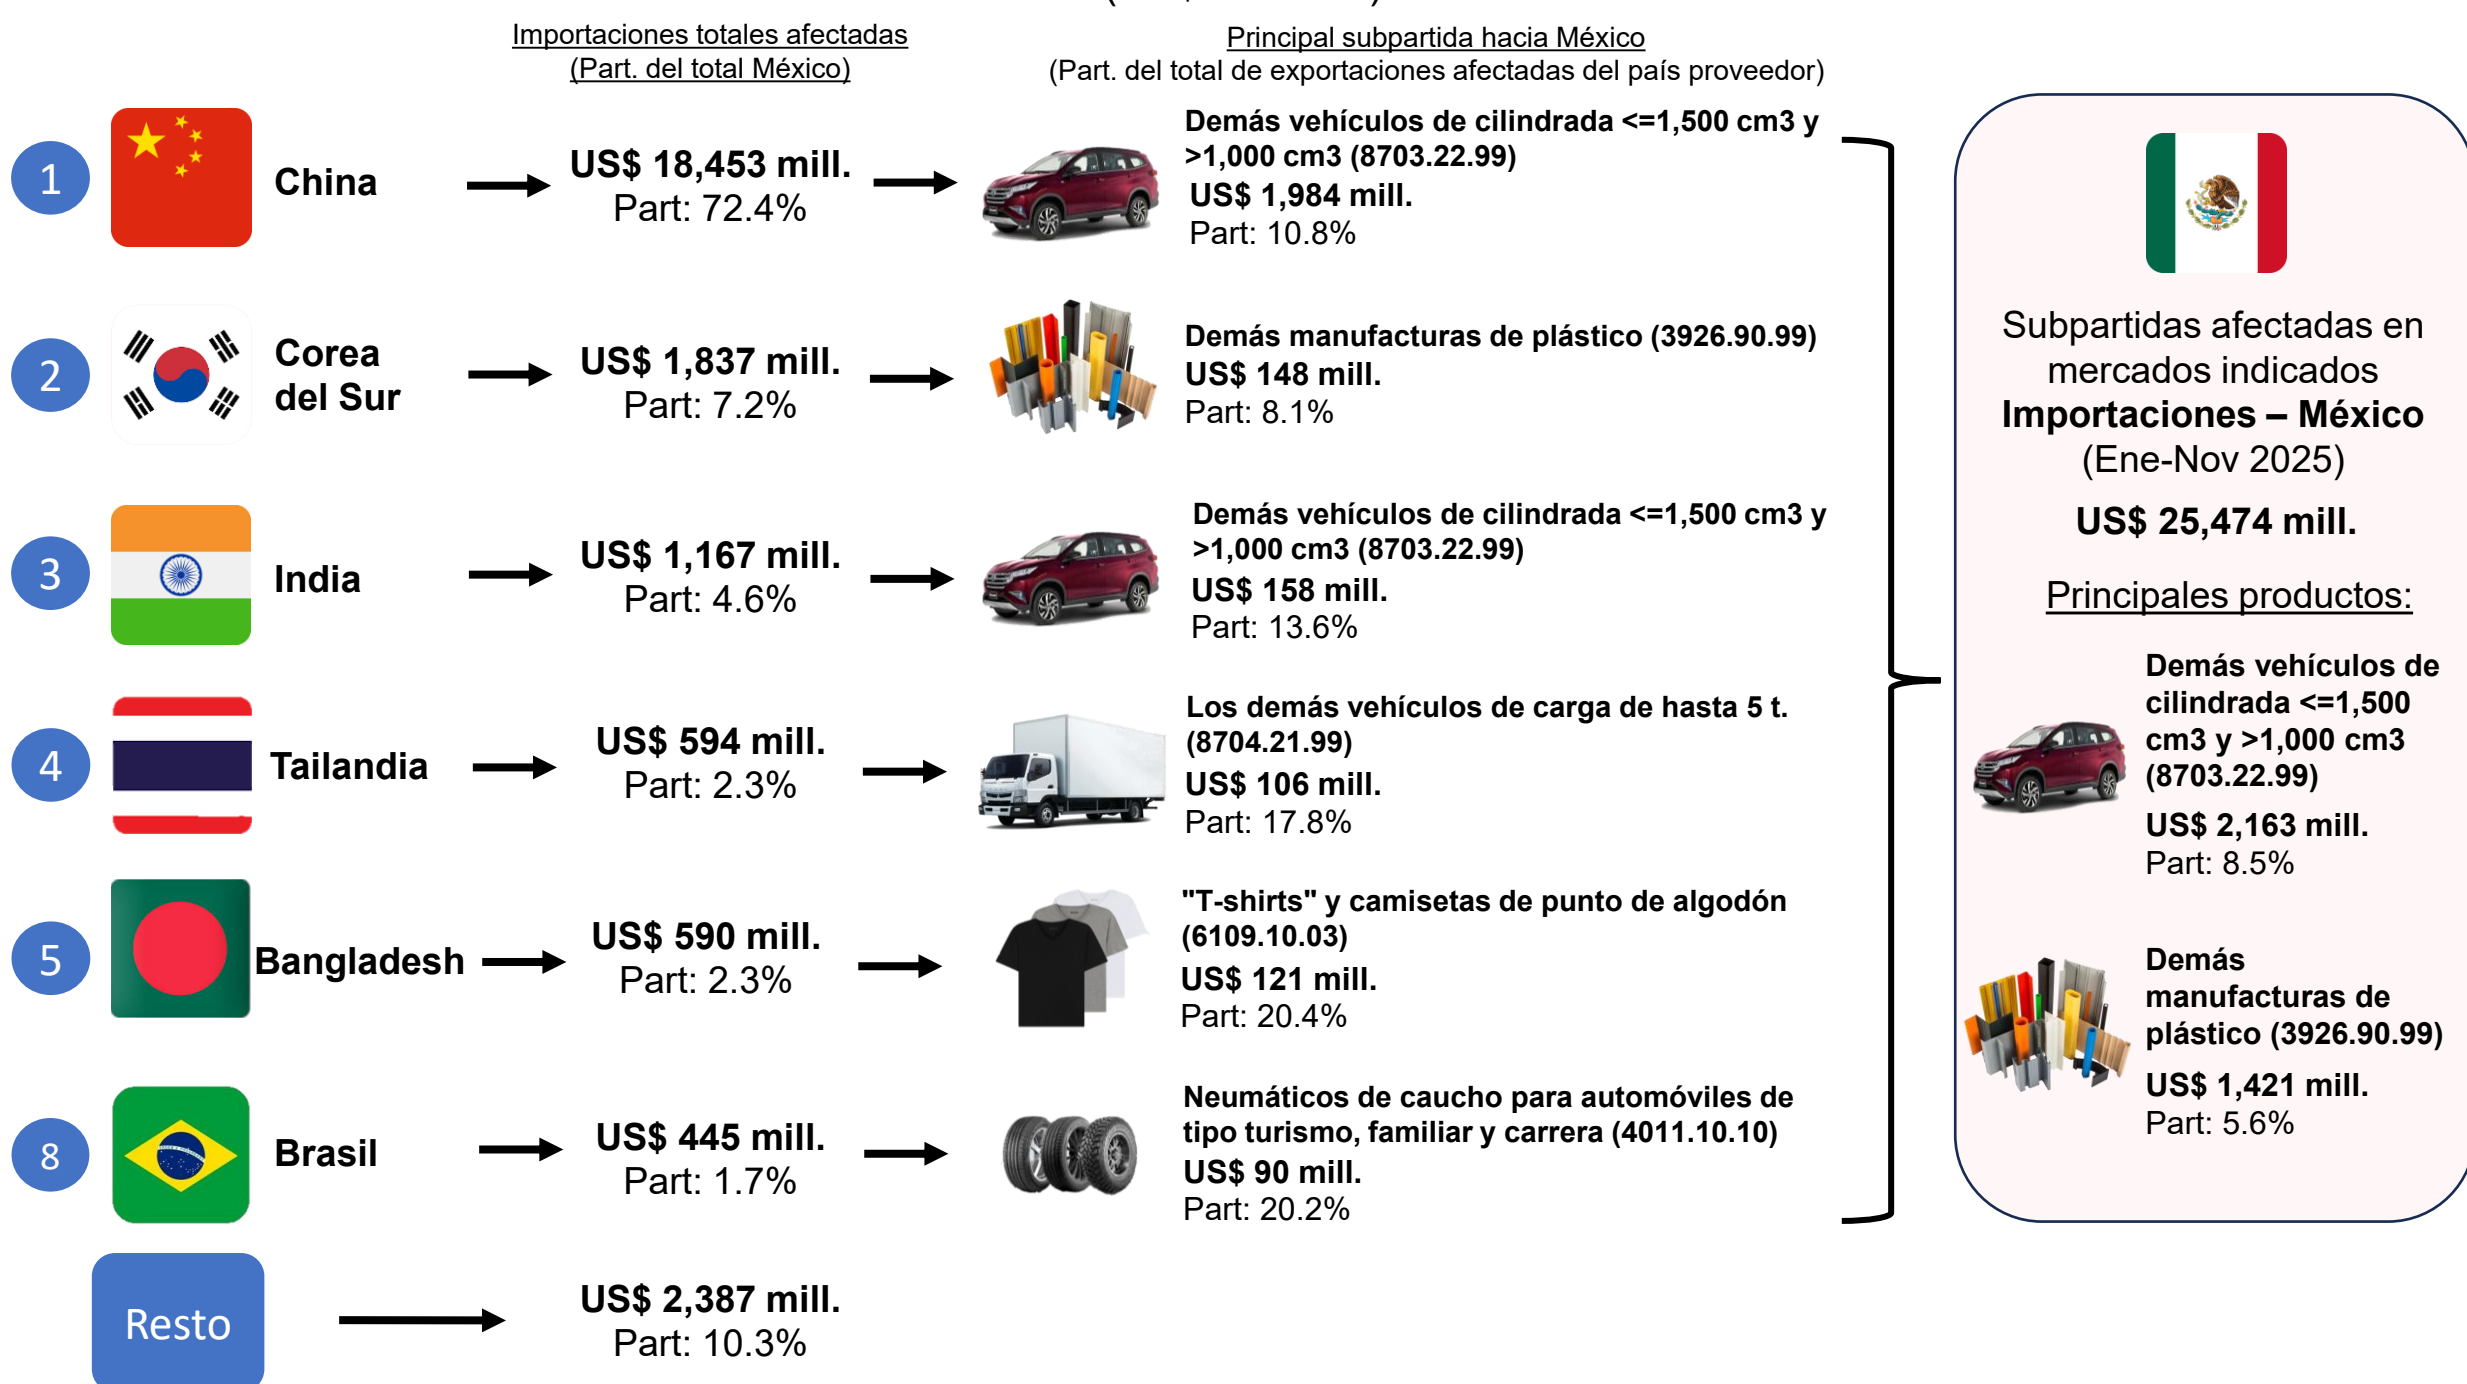 Importaciones totales afectadas
(Part. del total México)
Principal subpartida hacia México
(Part. del total de exportaciones afectadas del país proveedor)
1
China
US$ 18,453 mill.
Part: 72.4%
Demás vehículos de cilindrada <=1,500 cm3 y
>1,000 cm3 (8703.22.99)
US$ 1,984 mill.
Part: 10.8%
2
Corea
del Sur
US$ 1,837 mill.
Part: 7.2%
Demás manufacturas de plástico (3926.90.99)
US$ 148 mill.
Part: 8.1%
3
India
US$ 1,167 mill.
Part: 4.6%
Demás vehículos de cilindrada <=1,500 cm3 y
>1,000 cm3 (8703.22.99)
US$ 158 mill.
Part: 13.6%
4
Tailandia
US$ 594 mill.
Part: 2.3%
Los demás vehículos de carga de hasta 5 t.
(8704.21.99)
US$ 106 mill.
Part: 17.8%
5
Bangladesh
US$ 590 mill.
Part: 2.3%
"T-shirts" y camisetas de punto de algodón
(6109.10.03)
US$ 121 mill.
Part: 20.4%
8
Brasil
US$ 445 mill.
Part: 1.7%
Neumáticos de caucho para automóviles de
tipo turismo, familiar y carrera (4011.10.10)
US$ 90 mill.
Part: 20.2%
Resto
US$ 2,387 mill.
Part: 10.3%
Subpartidas afectadas en
mercados indicados
Importaciones – México
(Ene-Nov 2025)
US$ 25,474 mill.
Principales productos:
Demás vehículos de
cilindrada <=1,500
cm3 y >1,000 cm3
(8703.22.99)
US$ 2,163 mill.
Part: 8.5%
Demás
manufacturas de
plástico (3926.90.99)
US$ 1,421 mill.
Part: 5.6%